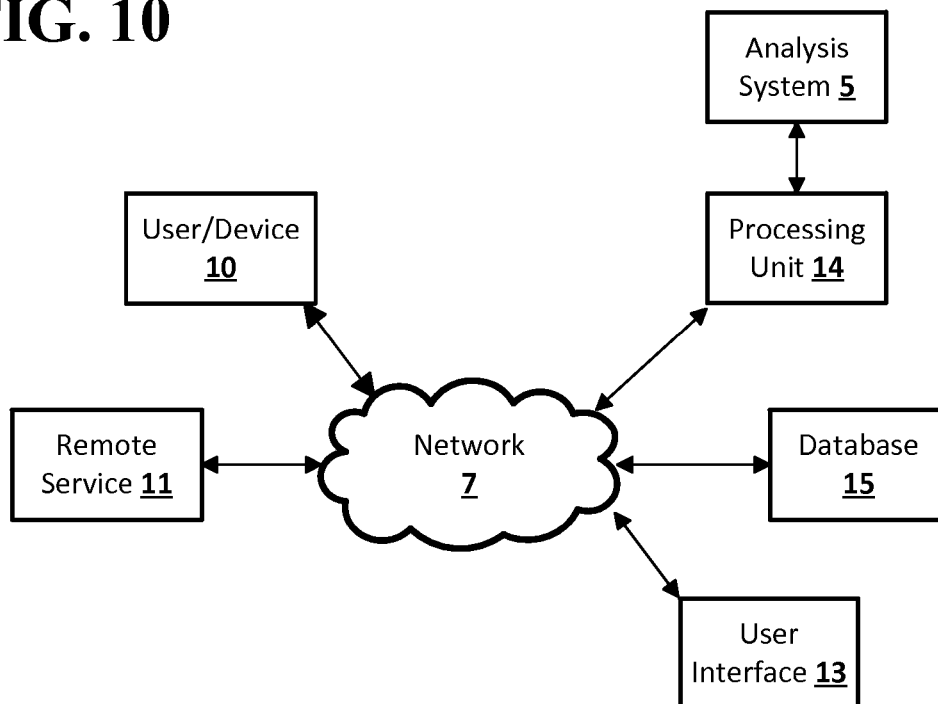 FIG. 10
Analysis
System 5
User/Device
10
Processing
Unit 14
Remote
Service 11
Network
7
Database
15
User
Interface 13